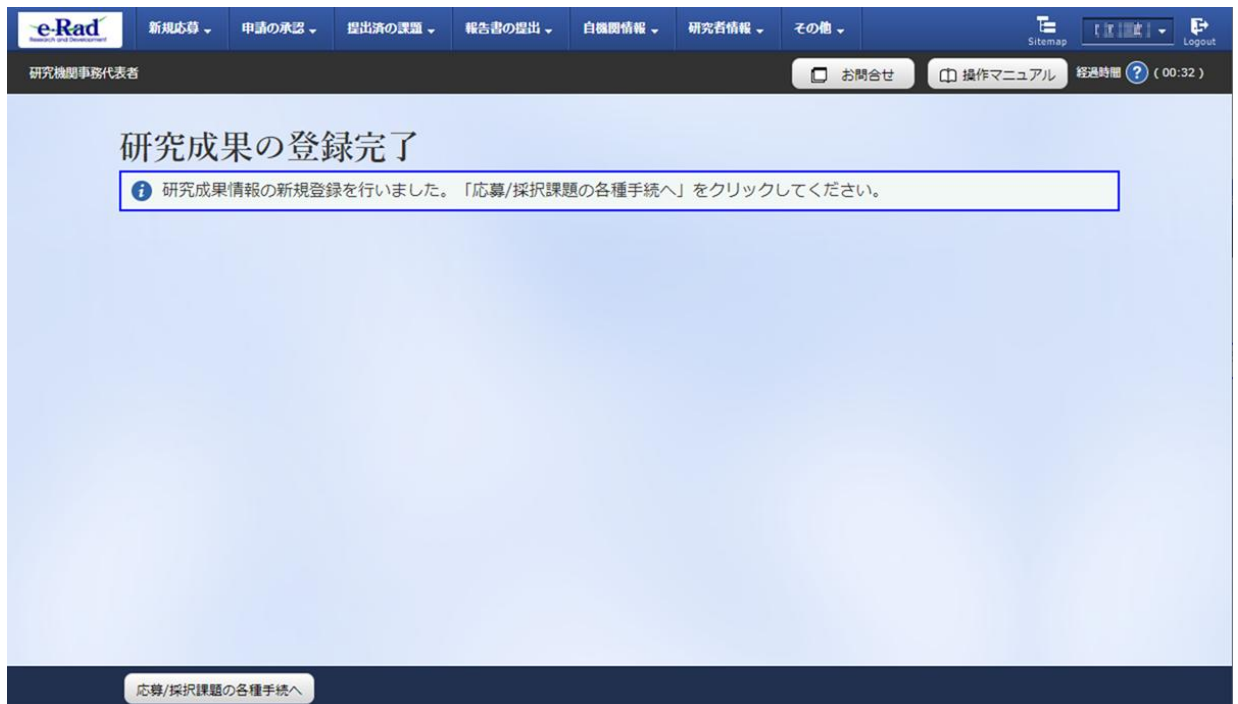 e-Rad
Research and Development
新規応募
申請の承認
提出済の課題
報告書の提出
自機関情報
研究者情報
その他
Sitemap
Logout
研究機関事務代表者
お問合せ
操作マニュアル
経過時間 ? ( 00:32 )
研究成果の登録完了
研究成果情報の新規登録を行いました。「応募/採択課題の各種手続へ」をクリックしてください。
応募/採択課題の各種手続へ